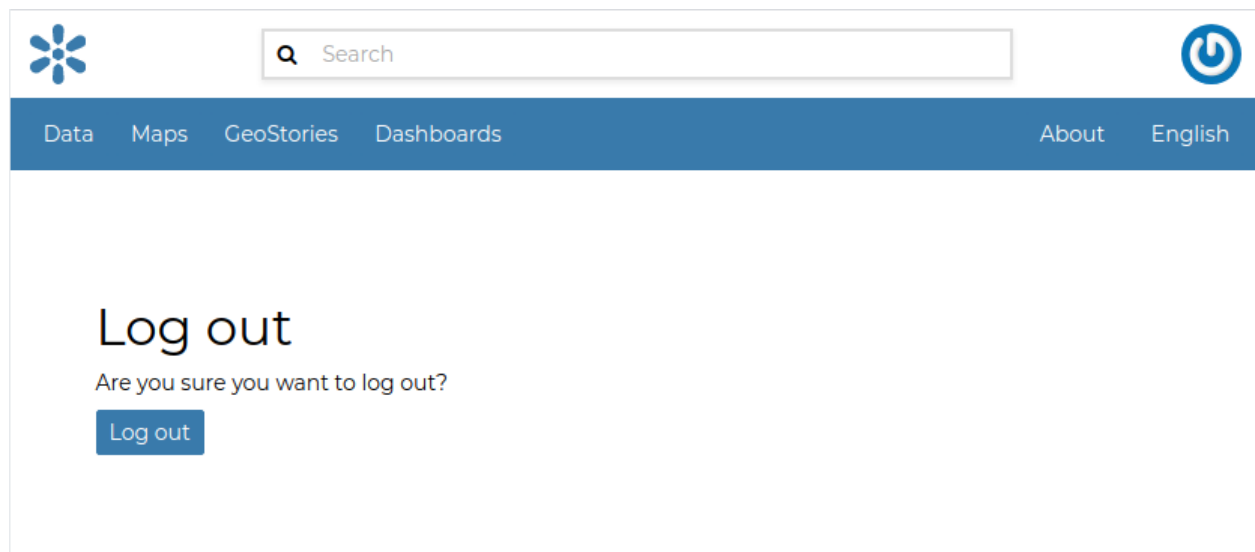 Search
Data Maps GeoStories Dashboards About English
Log out
Are you sure you want to log out?
Log out